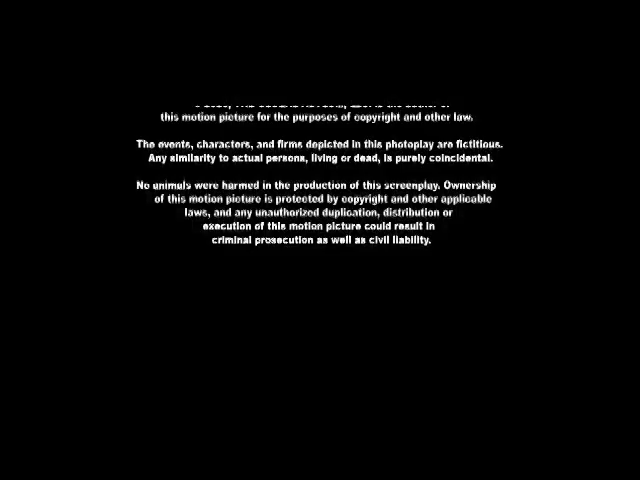 this motion picture for the purposes of copyright and other law.
The events, characters, and firms depicted in this photoplay are fictitious.
Any similarity to actual persons, living or dead, is purely coincidental.
No animals were harmed in the production of this screenplay. Ownership
of this motion picture is protected by copyright and other applicable
laws, and any unauthorized duplication, distribution or
execution of this motion picture could result in
criminal prosecution as well as civil liability.